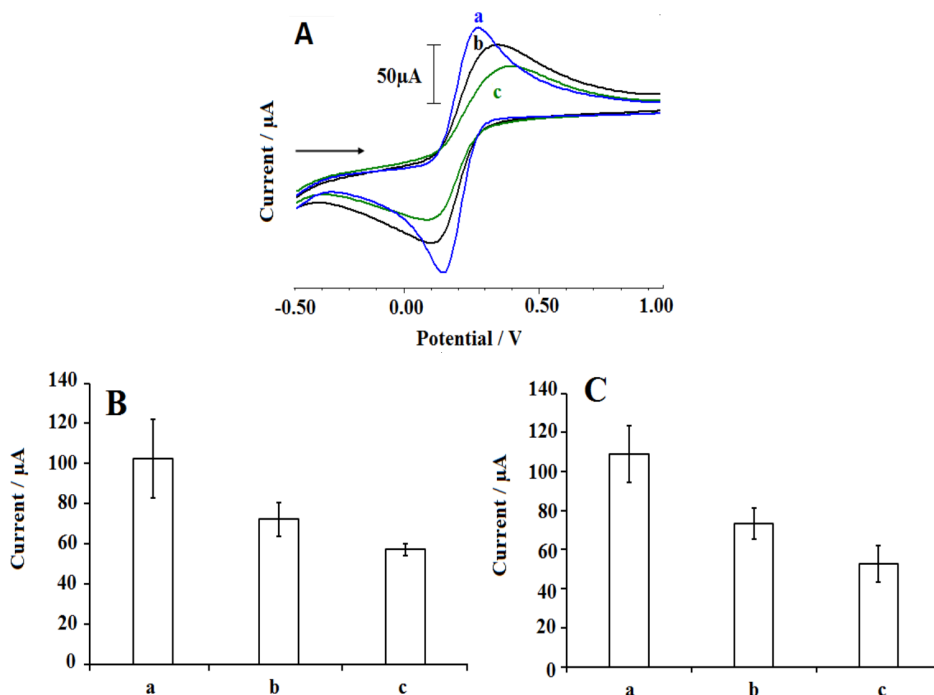 A
a
b
50µA
c
Current / µA
-0.50 0.00 0.50 1.00
Potential / V
B
140
120
100
80
60
40
20
0
Current / µA
a b c
C
140
120
100
80
60
40
20
0
Current / µA
a b c